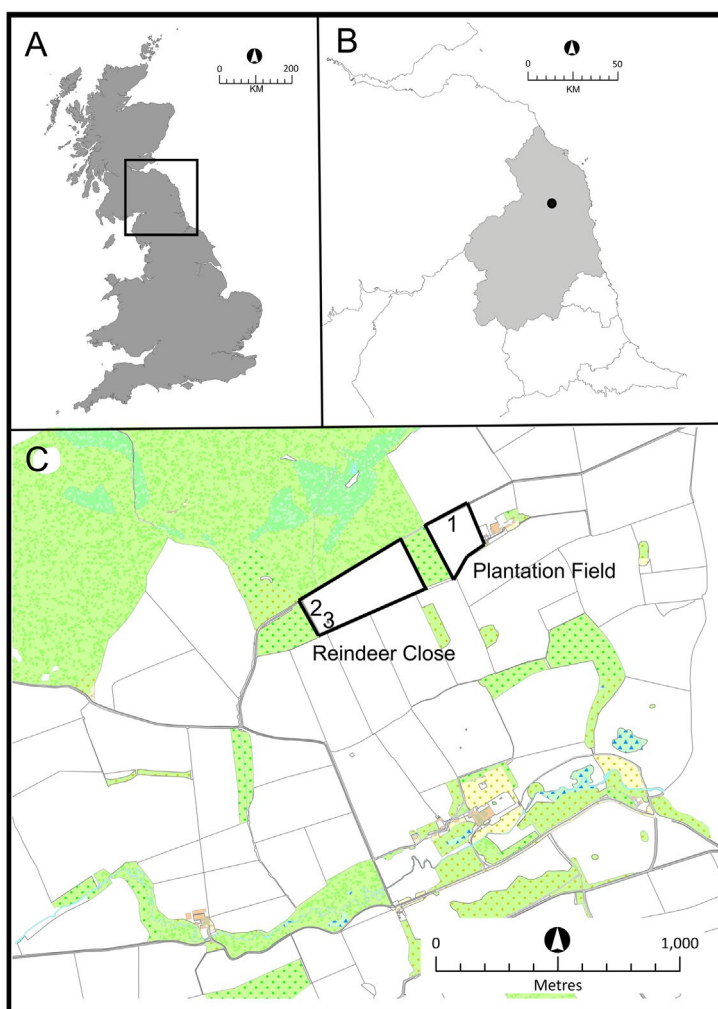 A
0 200
KM
B
0 50
KM
C
1
Plantation Field
2
3
Reindeer Close
0 1,000
Metres